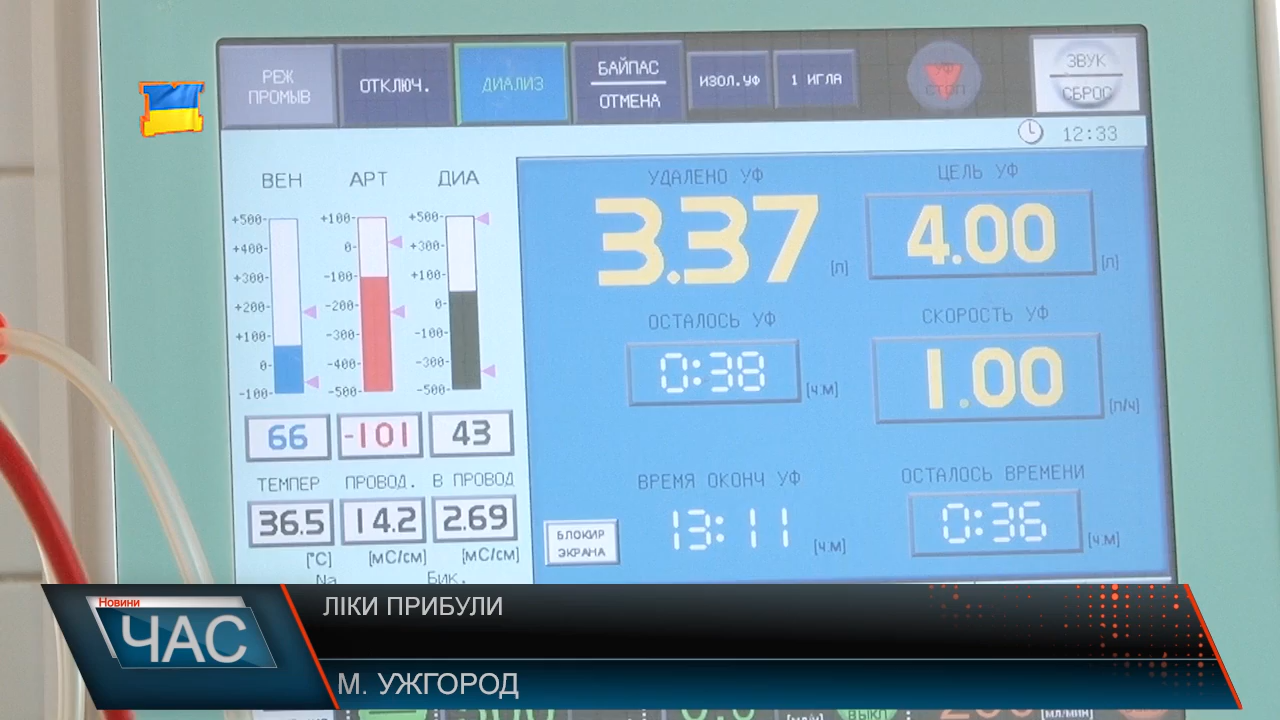 РЕЖ
ПРОМЫВ
ОТКЛЮЧ.
ДИАЛИЗ
БАЙПАС
ОТМЕНА
ИЗОЛ.УФ
1 ИГЛА
УФ
СТОП
ЗВУК
СБРОС
12:33
ВЕН АРТ ДИА
+500-
+400-
+300-
+200-
+100-
0-
-100-
+100-
0-
-100-
-200-
-300-
-400-
-500-
+500-
+300-
+100-
0-
-100-
-300-
-500-
66 -101 43
ТЕМПЕР ПРОВОД. В ПРОВОД
36.5 14.2 2.69
[°C] [мС/см] [мС/см]
Na Бик.
УДАЛЕНО УФ
3.37 [л]
ЦЕЛЬ УФ
4.00 [л]
ОСТАЛОСЬ УФ
0:38 [ч.м]
СКОРОСТЬ УФ
1.00 [л/ч]
ВРЕМЯ ОКОНЧ УФ
13:11 [ч.м]
ОСТАЛОСЬ ВРЕМЕНИ
0:36 [ч.м]
БЛОКИР
ЭКРАНА
Новини
ЧАС
ЛІКИ ПРИБУЛИ
М. УЖГОРОД
ВЫКЛ